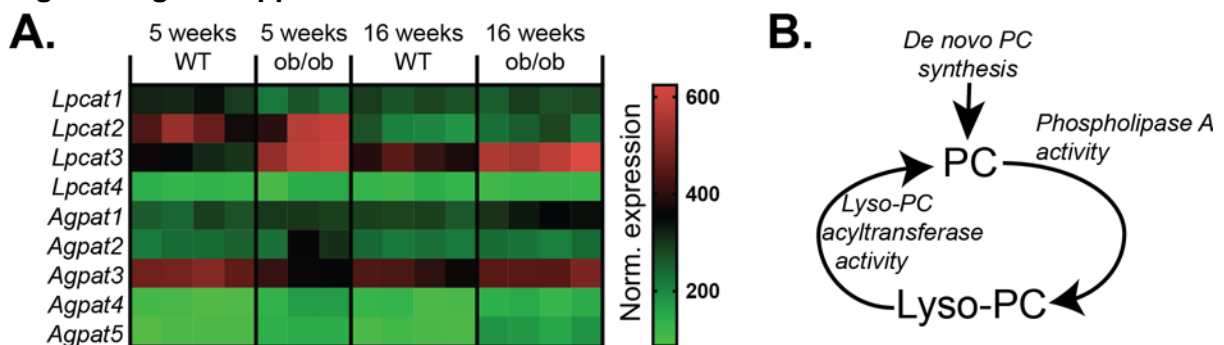 A.
5 weeks 5 weeks 16 weeks 16 weeks
WT ob/ob WT ob/ob
Lpcat1
Lpcat2
Lpcat3
Lpcat4
Agpat1
Agpat2
Agpat3
Agpat4
Agpat5
Norm. expression
600
400
200
B.
De novo PC
synthesis
Phospholipase A
activity
PC
Lyso-PC
acyltransferase
activity
Lyso-PC